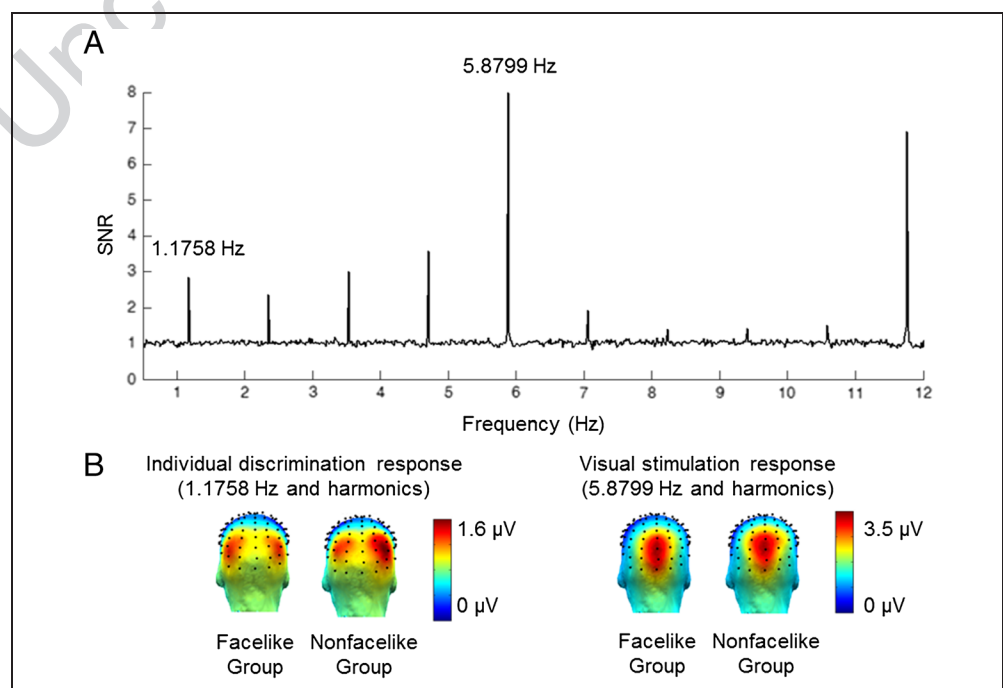 Unc
A
5.8799 Hz
8
7
6
5
4
3
2
1
0
SNR
1.1758 Hz
1 2 3 4 5 6 7 8 9 10 11 12
Frequency (Hz)
B
Individual discrimination response
(1.1758 Hz and harmonics)
1.6 µV
0 µV
Facelike
Group
Nonfacelike
Group
Visual stimulation response
(5.8799 Hz and harmonics)
3.5 µV
0 µV
Facelike
Group
Nonfacelike
Group